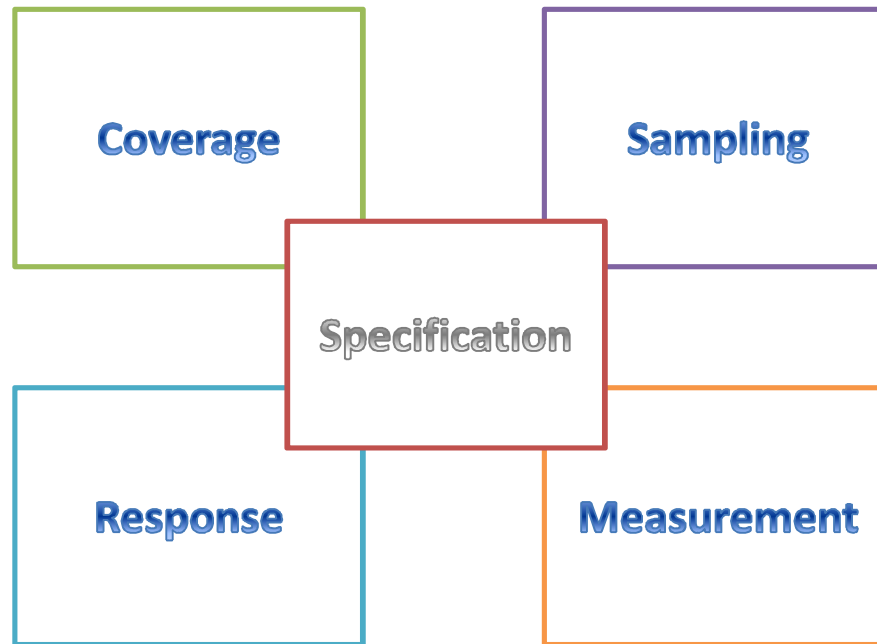 Coverage
Sampling
Specification
Response
Measurement